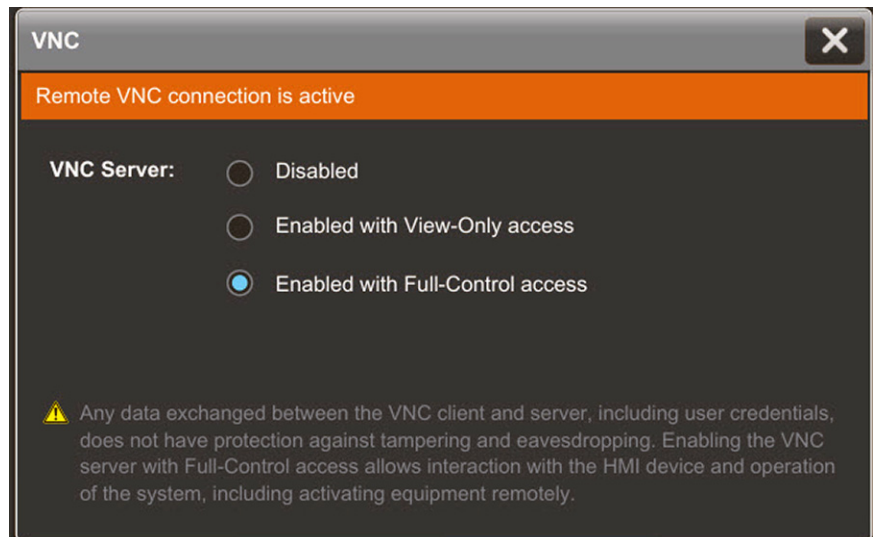 VNC
Remote VNC connection is active
VNC Server:
Disabled
Enabled with View-Only access
Enabled with Full-Control access
Any data exchanged between the VNC client and server, including user credentials,
does not have protection against tampering and eavesdropping. Enabling the VNC
server with Full-Control access allows interaction with the HMI device and operation
of the system, including activating equipment remotely.